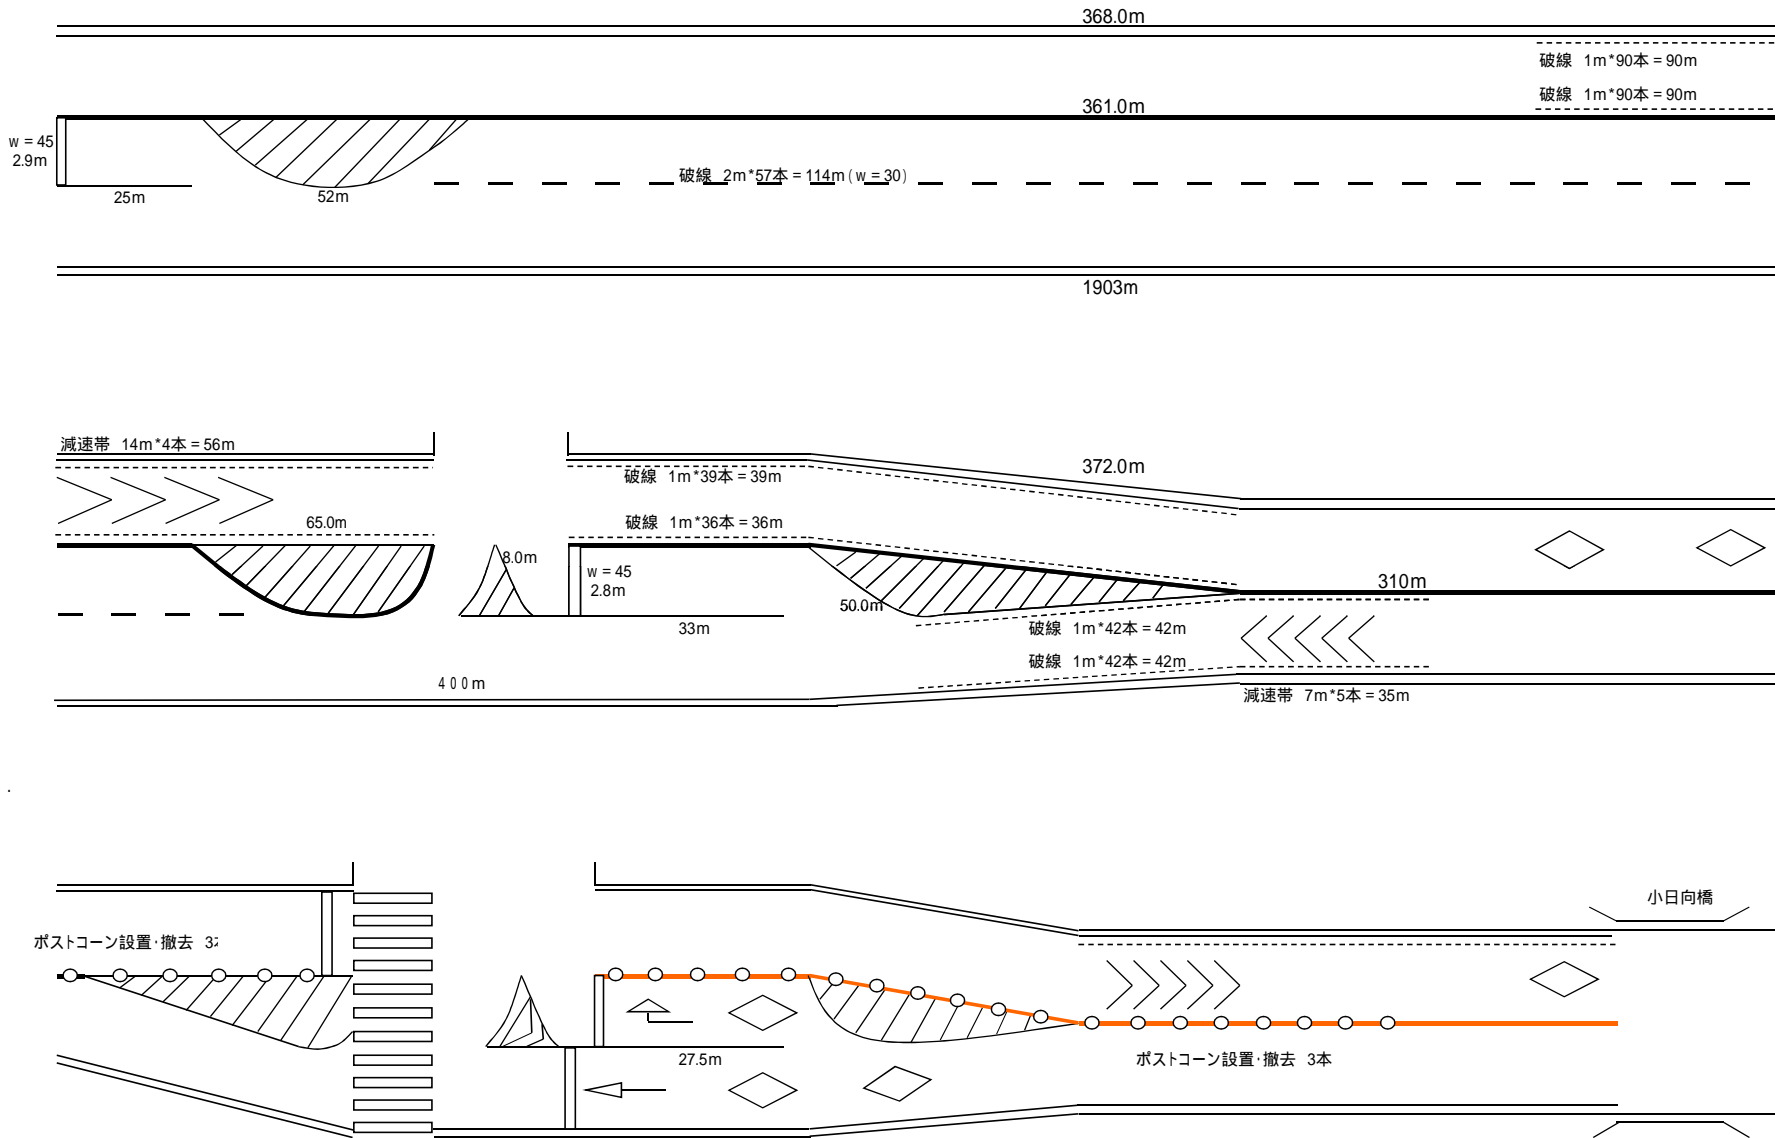 368.0m
破線 1m*90本 = 90m
破線 1m*90本 = 90m
361.0m
w = 45
2.9m
破線 2m*57本 = 114m(w = 30)
25m
52m
1903m
減速帯 14m*4本 = 56m
破線 1m*39本 = 39m
372.0m
65.0m
破線 1m*36本 = 36m
8.0m
w = 45
2.8m
310m
50.0m
33m
破線 1m*42本 = 42m
破線 1m*42本 = 42m
400m
減速帯 7m*5本 = 35m
小日向橋
ポストコーン設置･撤去 3
27.5m
ポストコーン設置･撤去 3本